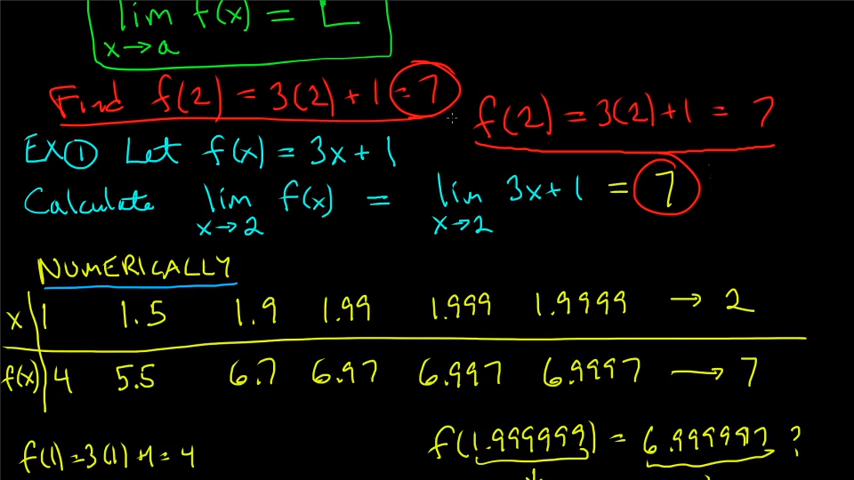 lim f(x) = L
x→a
Find f(2) = 3(2)+1 = 7
f(2) = 3(2)+1 = 7
EX ① Let f(x) = 3x+1
Calculate lim f(x) = lim 3x+1 = 7
x→2 x→2
NUMERICALLY
x | 1 1.5 1.9 1.99 1.999 1.9999 → 2
f(x) | 4 5.5 6.7 6.97 6.997 6.9997 → 7
f(1.999999) = 6.999997 ?
f(1) = 3(1)+1 = 4